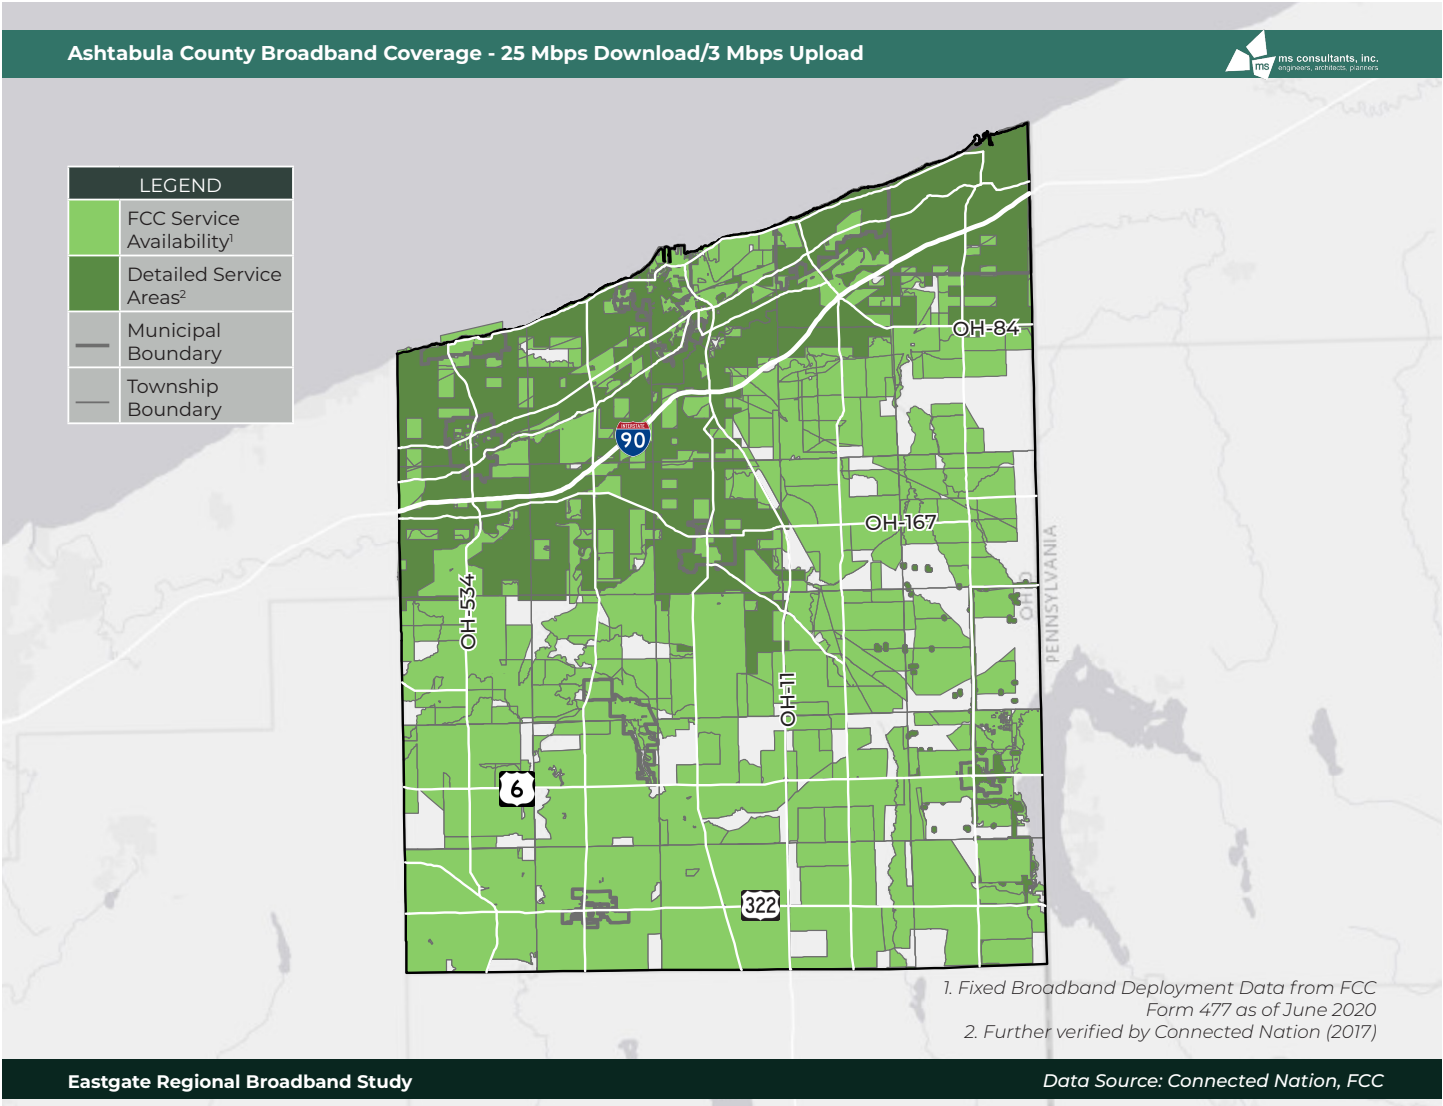 Ashtabula County Broadband Coverage - 25 Mbps Download/3 Mbps Upload
ms
ms consultants, inc.
engineers, architects, planners
LEGEND
FCC Service
Availability¹
Detailed Service
Areas²
Municipal
Boundary
Township
Boundary
OH-84
INTERSTATE
90
OH-167
OH-534
OHIO
PENNSYLVANIA
OH-11
6
322
1. Fixed Broadband Deployment Data from FCC
Form 477 as of June 2020
2. Further verified by Connected Nation (2017)
Eastgate Regional Broadband Study
Data Source: Connected Nation, FCC